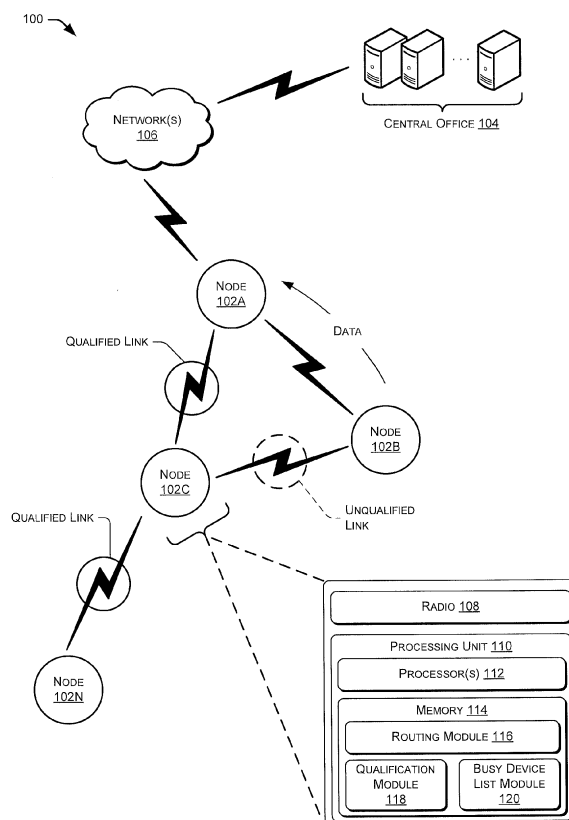 100
NETWORK(S)
106
. . .
CENTRAL OFFICE 104
NODE
102A
DATA
QUALIFIED LINK
NODE
102B
NODE
102C
UNQUALIFIED
LINK
QUALIFIED LINK
NODE
102N
RADIO 108
PROCESSING UNIT 110
PROCESSOR(S) 112
MEMORY 114
ROUTING MODULE 116
QUALIFICATION
MODULE
118
BUSY DEVICE
LIST MODULE
120